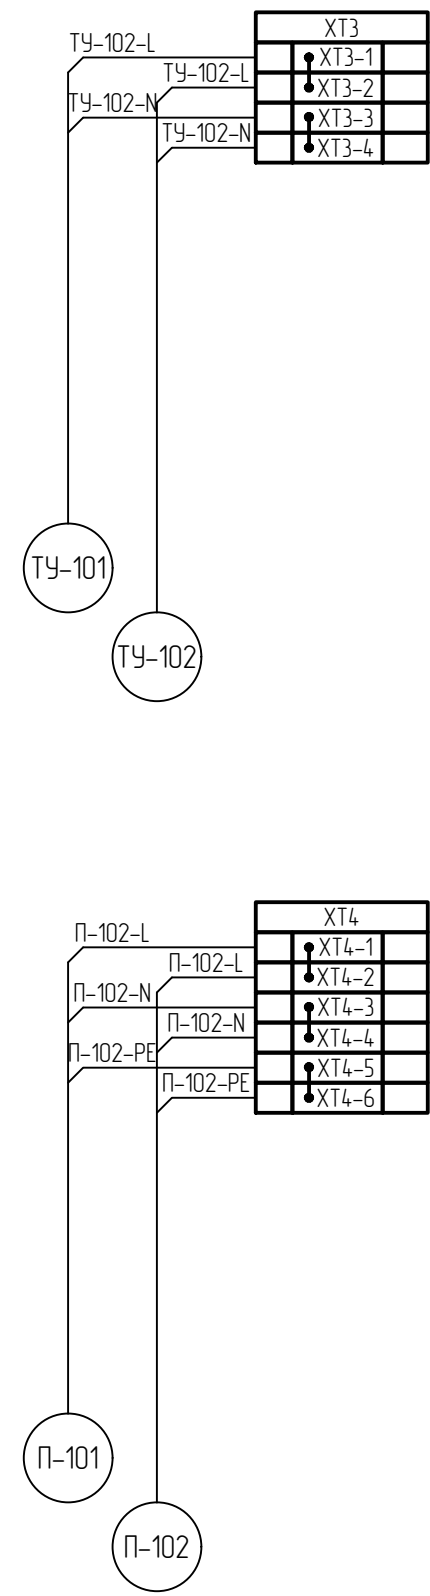 XT3
ТУ-102-L
XT3-1
ТУ-102-L
XT3-2
ТУ-102-N
XT3-3
ТУ-102-N
XT3-4
ТУ-101
ТУ-102
XT4
П-102-L
XT4-1
П-102-L
XT4-2
П-102-N
XT4-3
П-102-N
XT4-4
П-102-PE
XT4-5
П-102-PE
XT4-6
П-101
П-102